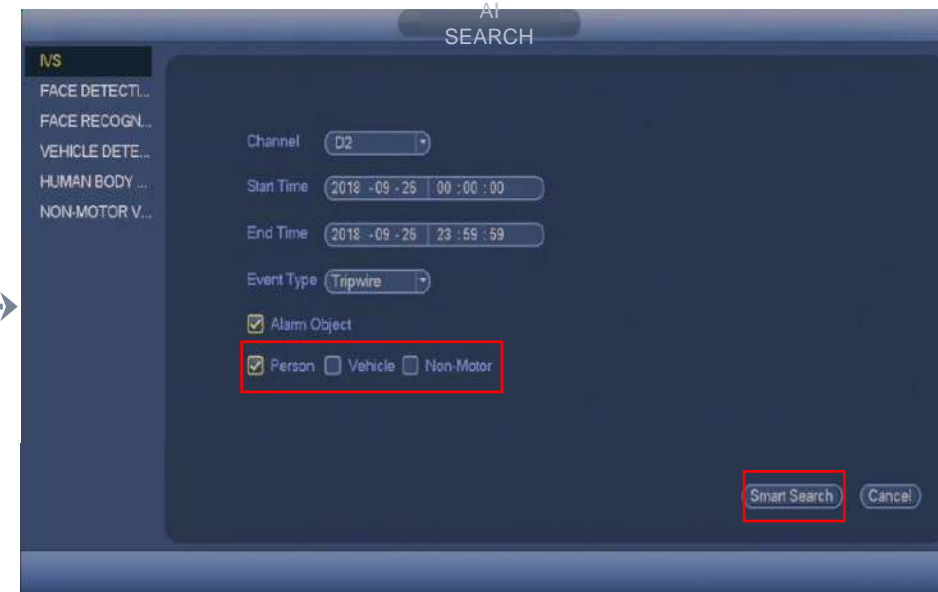 AI
SEARCH
IVS
FACE DETECTI...
FACE RECOGN...
VEHICLE DETE...
HUMAN BODY ...
NON-MOTOR V...
Channel D2
Start Time 2018 -09 -26 00 :00 :00
End Time 2018 -09 -26 23 :59 :59
Event Type Tripwire
Alarm Object
Person Vehicle Non-Motor
Smart Search Cancel